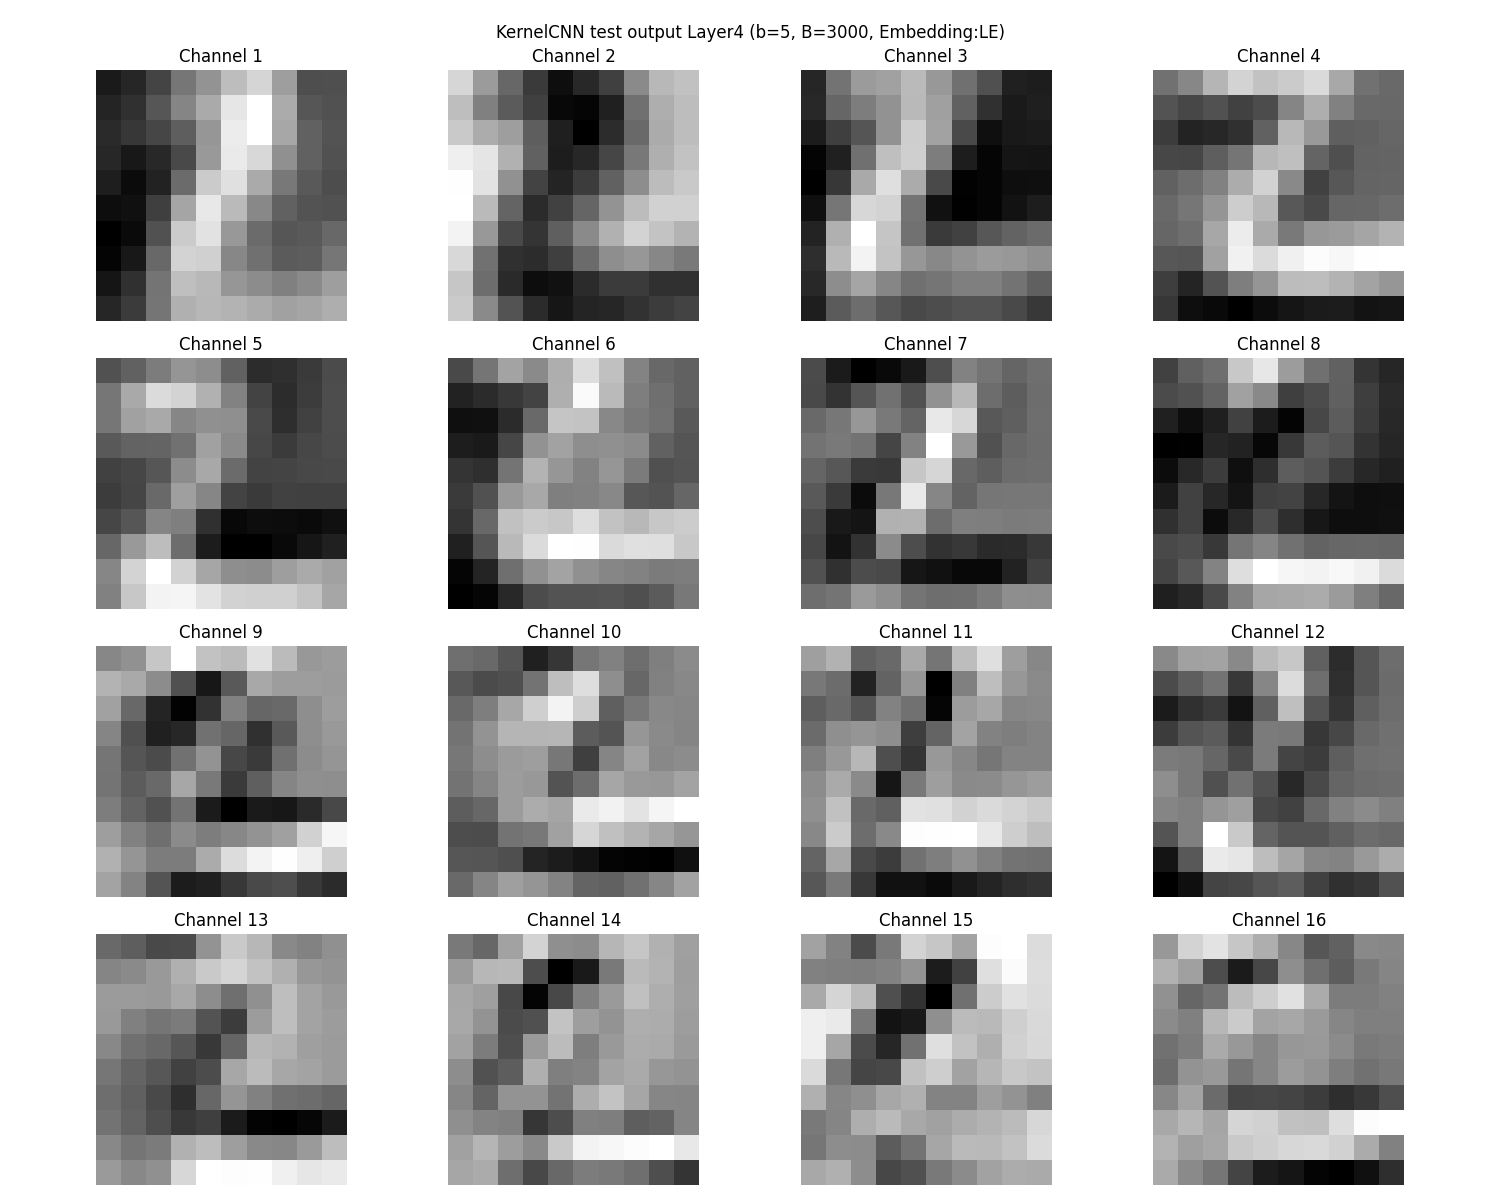 KernelCNN test output Layer4 (b=5, B=3000, Embedding:LE)
Channel 1
Channel 2
Channel 3
Channel 4
Channel 5
Channel 6
Channel 7
Channel 8
Channel 9
Channel 10
Channel 11
Channel 12
Channel 13
Channel 14
Channel 15
Channel 16